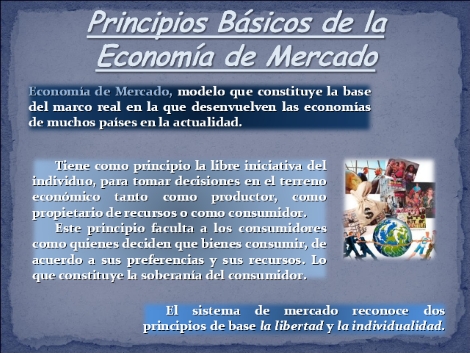 Principios Básicos de la
Economía de Mercado
Economía de Mercado, modelo que constituye la base
del marco real en la que desenvuelven las economías
de muchos países en la actualidad.
Tiene como principio la libre iniciativa del
individuo, para tomar decisiones en el terreno
económico tanto como productor, como
propietario de recursos o como consumidor.
Este principio faculta a los consumidores
como quienes deciden que bienes consumir, de
acuerdo a sus preferencias y sus recursos. Lo
que constituye la soberanía del consumidor.
El sistema de mercado reconoce dos
principios de base la libertad y la individualidad.